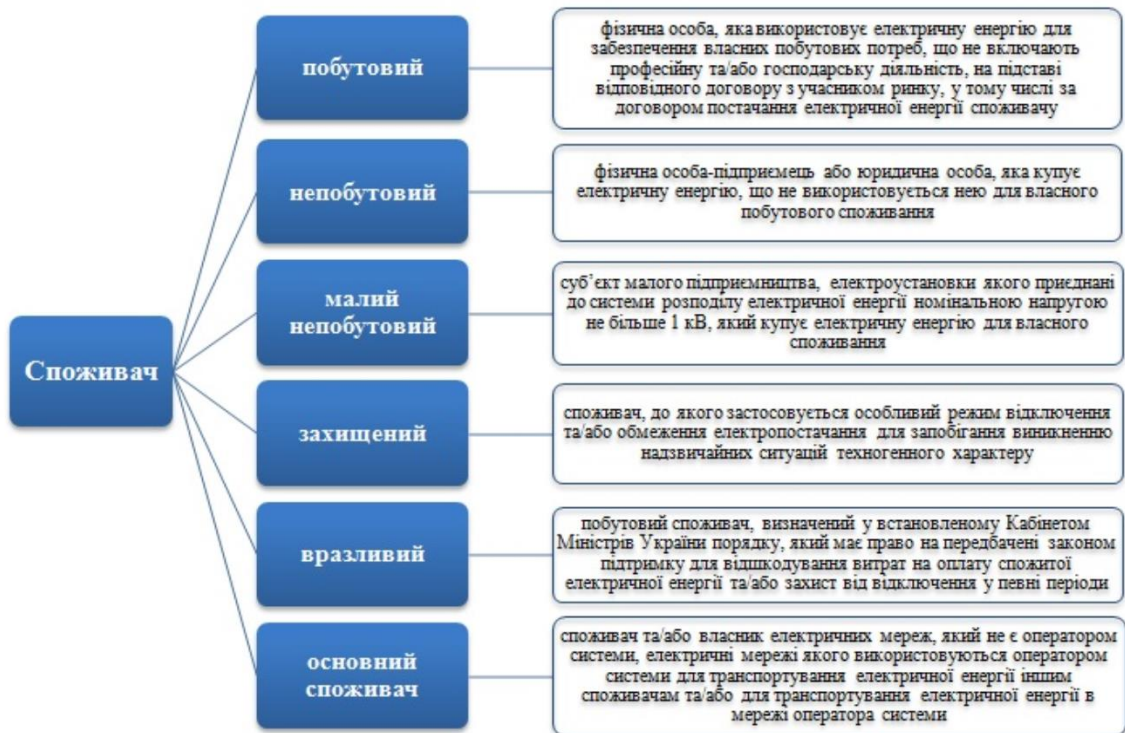 Споживач
побутовий
фізична особа, яка використовує електричну енергію для
забезпечення власних побутових потреб, що не включають
професійну та/або господарську діяльність, на підставі
відповідного договору з учасником ринку, у тому числі за
договором постачання електричної енергії споживачу
непобутовий
фізична особа-підприємець або юридична особа, яка купує
електричну енергію, що не використовується нею для власного
побутового споживання
малий
непобутовий
суб’єкт малого підприємництва, електроустановки якого приєднані
до системи розподілу електричної енергії номінальною напругою
не більше 1 кВ, який купує електричну енергію для власного
споживання
захищений
споживач, до якого застосовується особливий режим відключення
та/або обмеження електропостачання для запобігання виникненню
надзвичайних ситуацій техногенного характеру
вразливий
побутовий споживач, визначений у встановленому Кабінетом
Міністрів України порядку, який має право на передбачені законом
підтримку для відшкодування витрат на оплату спожитої
електричної енергії та/або захист від відключення у певні періоди
основний
споживач
споживач та/або власник електричних мереж, який не є оператором
системи, електричні мережі якого використовуються оператором
системи для транспортування електричної енергії іншим
споживачам та/або для транспортування електричної енергії в
мережі оператора системи